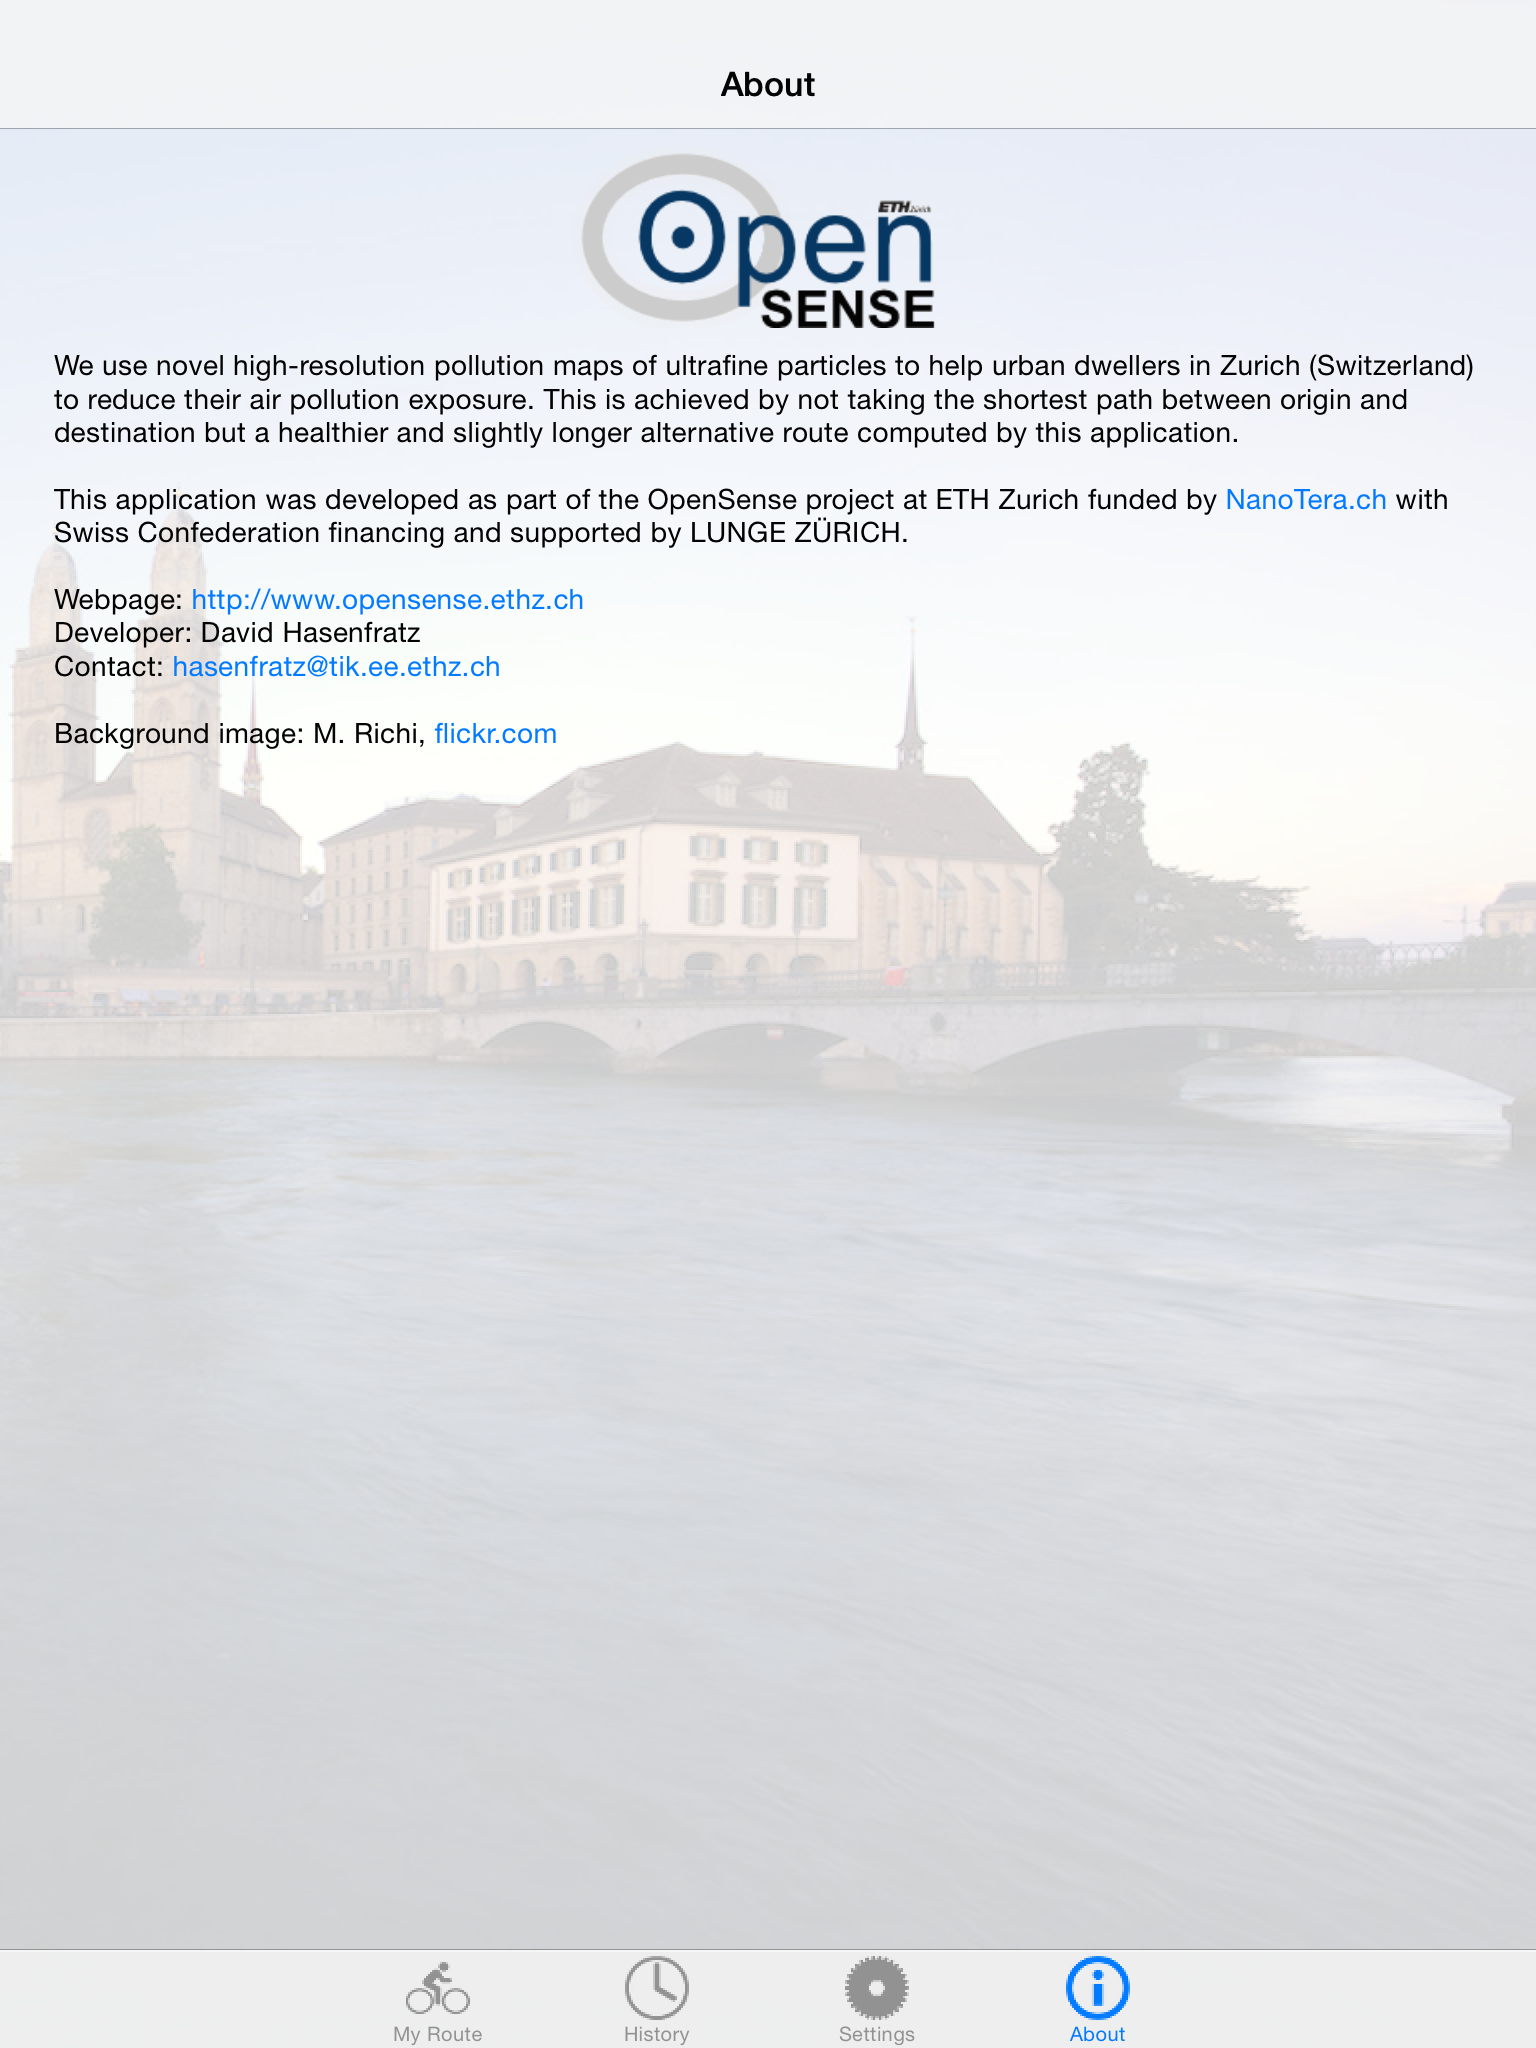 About
Open
ETH Zürich
SENSE
We use novel high-resolution pollution maps of ultrafine particles to help urban dwellers in Zurich (Switzerland)
to reduce their air pollution exposure. This is achieved by not taking the shortest path between origin and
destination but a healthier and slightly longer alternative route computed by this application.
This application was developed as part of the OpenSense project at ETH Zurich funded by NanoTera.ch with
Swiss Confederation financing and supported by LUNGE ZÜRICH.
Webpage: http://www.opensense.ethz.ch
Developer: David Hasenfratz
Contact: hasenfratz@tik.ee.ethz.ch
Background image: M. Richi, flickr.com
My Route
History
Settings
About